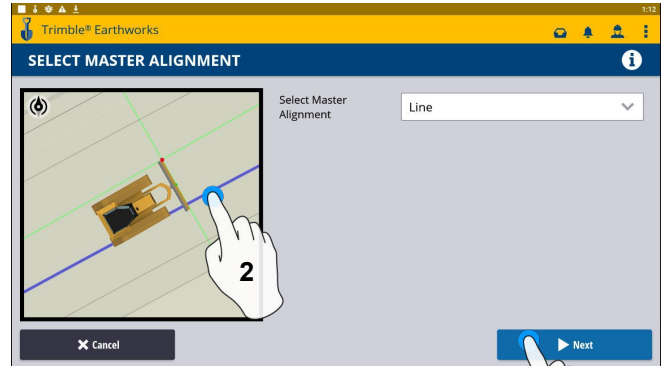 1:12
Trimble® Earthworks
SELECT MASTER ALIGNMENT
Select Master
Alignment
Line
2
Cancel
Next